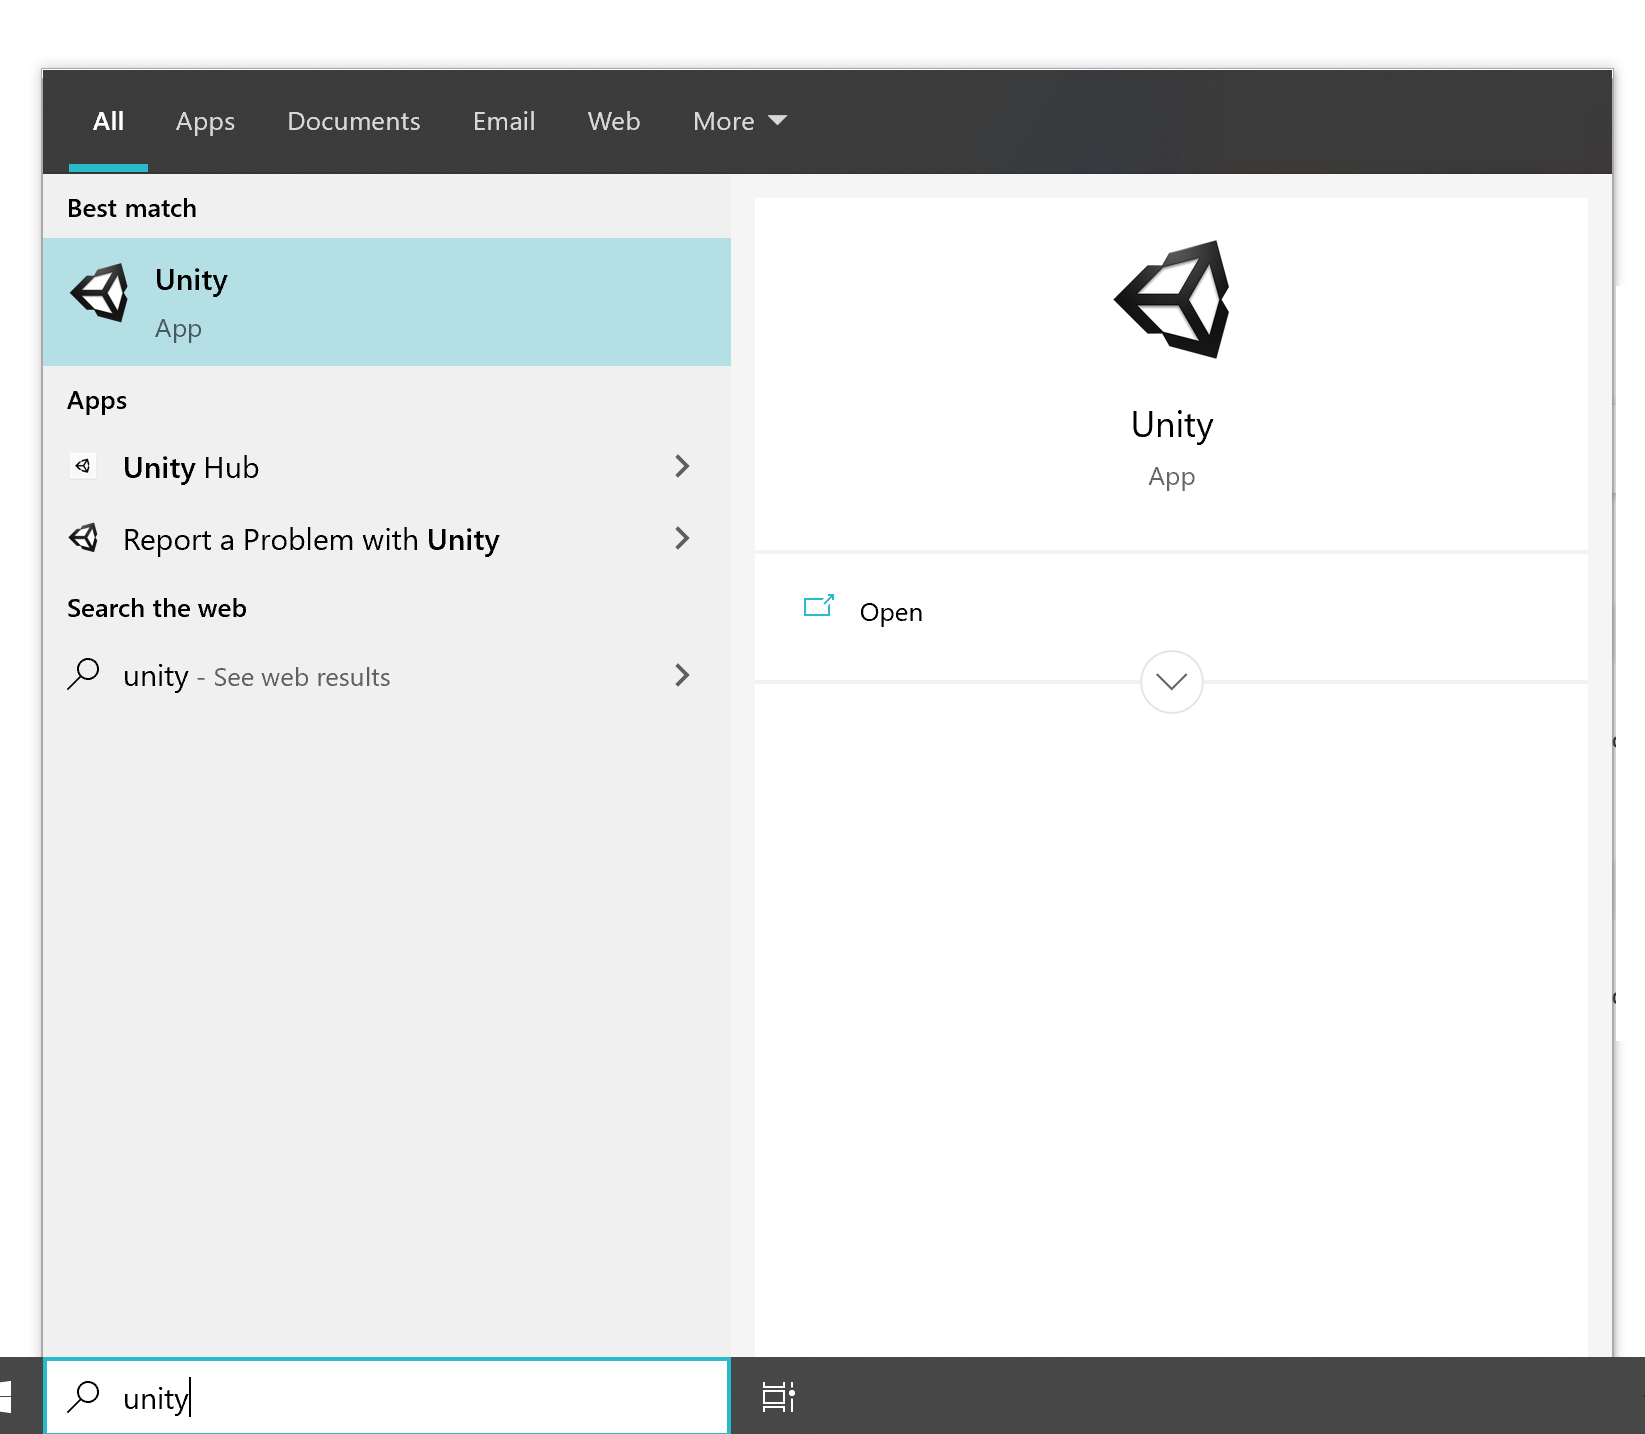 All Apps Documents Email Web More
Best match
Unity
App
Apps
Unity Hub
Report a Problem with Unity
Search the web
unity - See web results
Unity
App
Open
unity